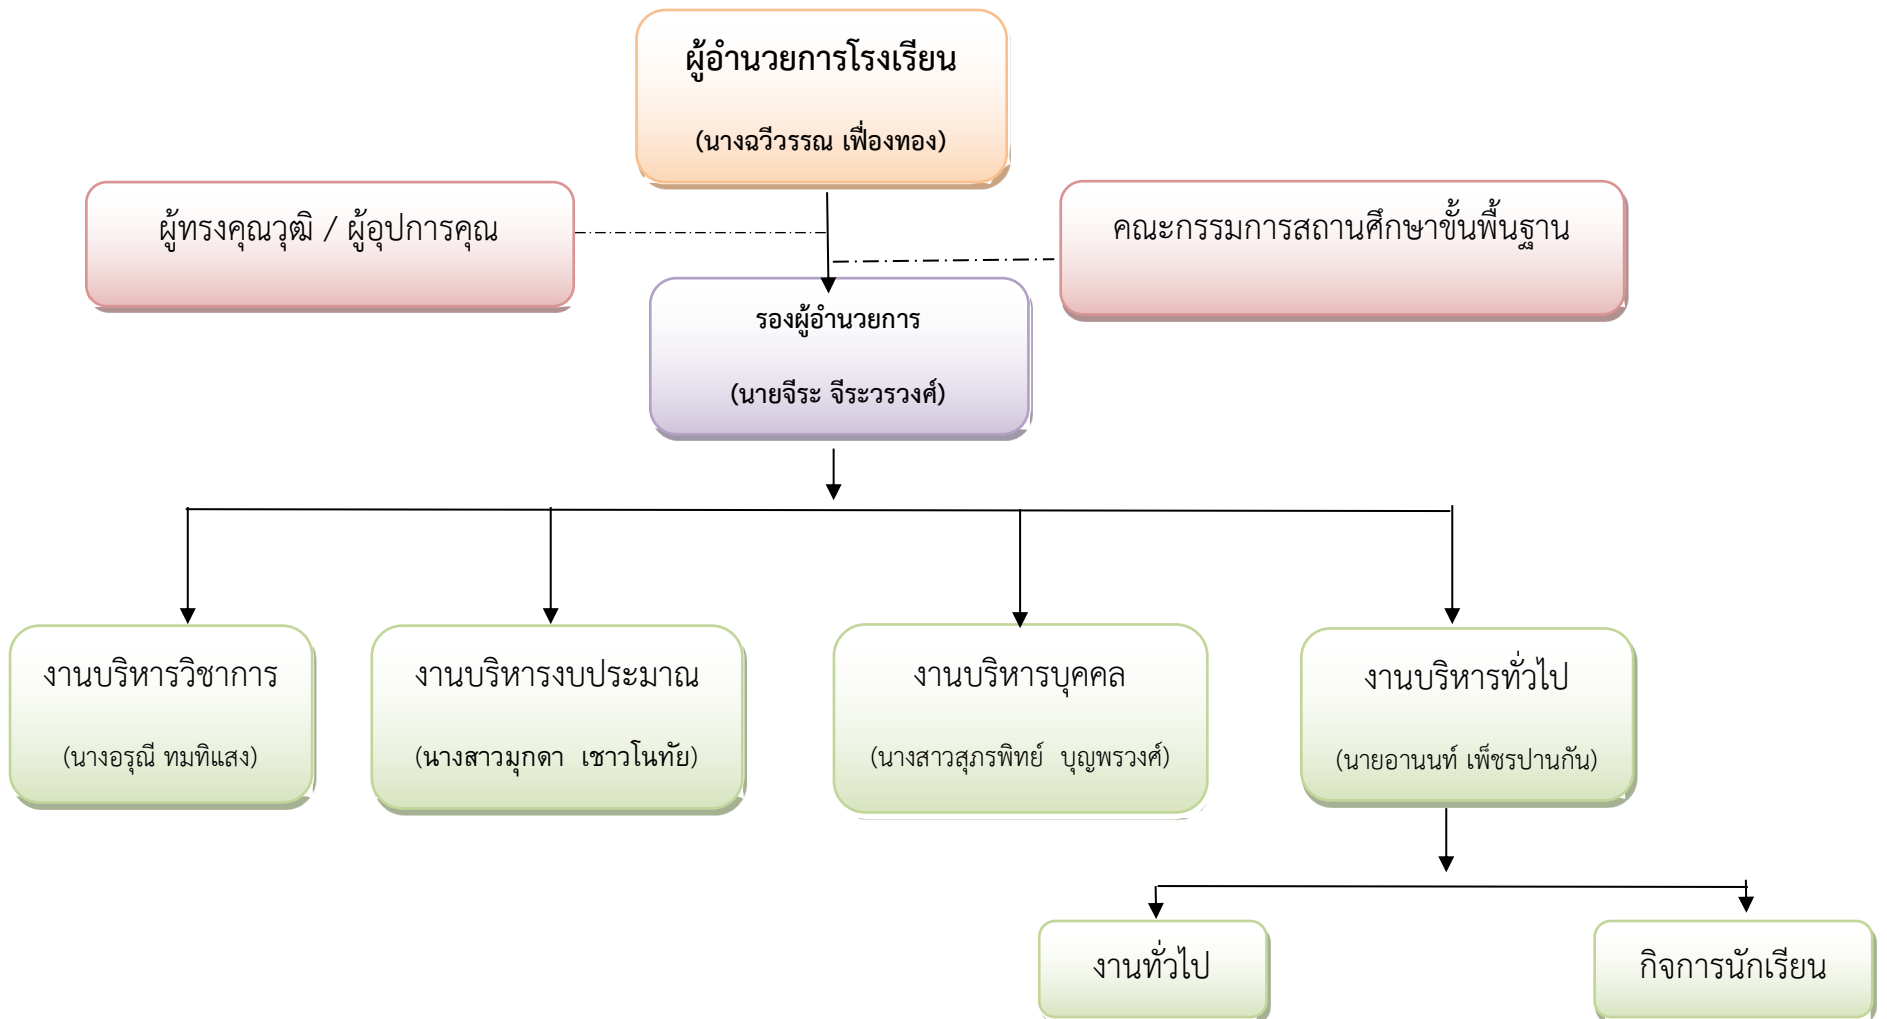 ผู้อำนวยการโรงเรียน
(นางฉวีวรรณ เฟื่องทอง)
ผู้ทรงคุณวุฒิ / ผู้อุปการคุณ
คณะกรรมการสถานศึกษาขั้นพื้นฐาน
รองผู้อำนวยการ
(นายจีระ จีระวรวงศ์)
งานบริหารวิชาการ
(นางอรุณี ทมทิแสง)
งานบริหารงบประมาณ
(นางสาวมุกดา เชาวโนทัย)
งานบริหารบุคคล
(นางสาวสุภรพิทย์ บุญพรวงศ์)
งานบริหารทั่วไป
(นายอานนท์ เพ็ชรปานกัน)
งานทั่วไป
กิจการนักเรียน